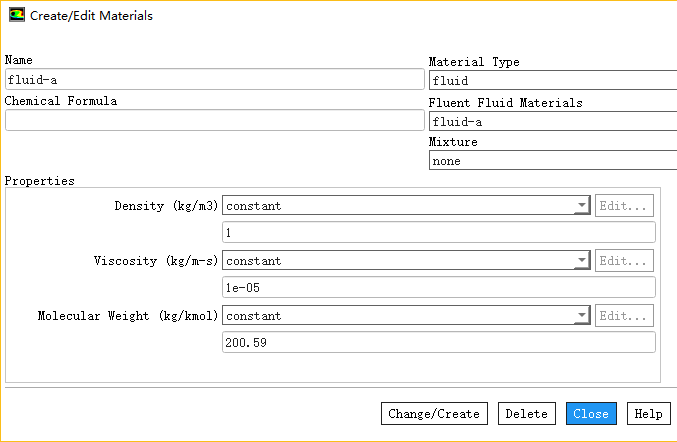 Create/Edit Materials
Name
fluid-a
Material Type
fluid
Chemical Formula
Fluent Fluid Materials
fluid-a
Mixture
none
Properties
Density (kg/m3) constant Edit...
1
Viscosity (kg/m-s) constant Edit...
1e-05
Molecular Weight (kg/kmol) constant Edit...
200.59
Change/Create Delete Close Help